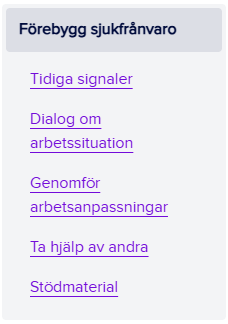 Förebygg sjukfrånvaro
Tidiga signaler
Dialog om
arbetssituation
Genomför
arbetsanpassningar
Ta hjälp av andra
Stödmaterial